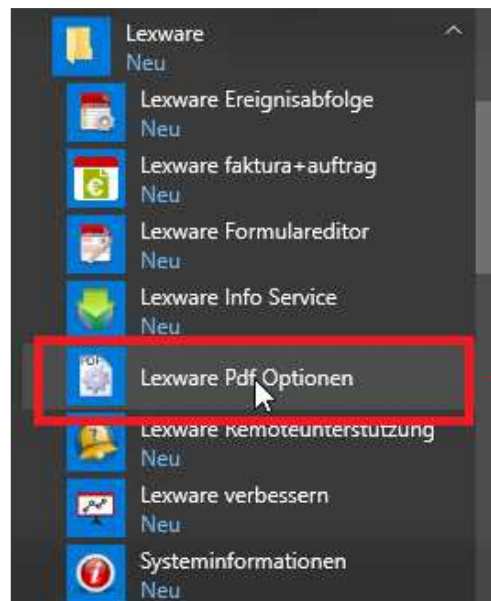 Lexware
Neu
Lexware Ereignisabfolge
Neu
Lexware faktura+auftrag
Neu
Lexware Formulareditor
Neu
Lexware Info Service
Neu
PDF
Lexware Pdf Optionen
Lexware Remoteunterstützung
Neu
Lexware verbessern
Neu
Systeminformationen
Neu